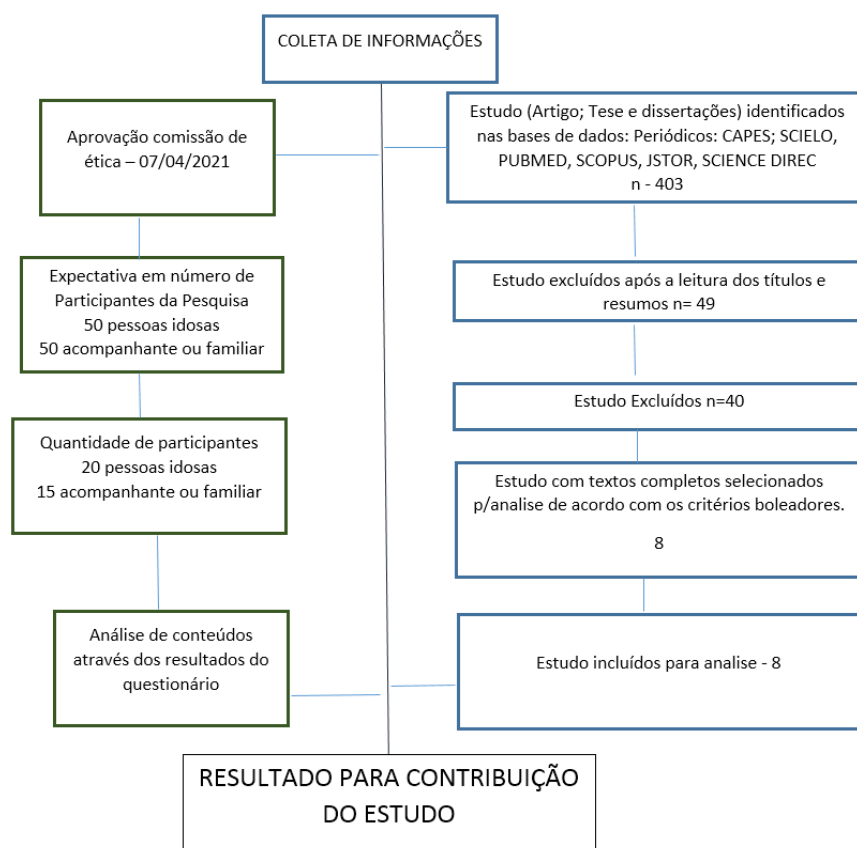 COLETA DE INFORMAÇÕES
Aprovação comissão de
ética – 07/04/2021
Expectativa em número de
Participantes da Pesquisa
50 pessoas idosas
50 acompanhante ou familiar
Quantidade de participantes
20 pessoas idosas
15 acompanhante ou familiar
Análise de conteúdos
através dos resultados do
questionário
Estudo (Artigo; Tese e dissertações) identificados
nas bases de dados: Periódicos: CAPES; SCIELO,
PUBMED, SCOPUS, JSTOR, SCIENCE DIREC
n - 403
Estudo excluídos após a leitura dos títulos e
resumos n= 49
Estudo Excluídos n=40
Estudo com textos completos selecionados
p/analise de acordo com os critérios boleadores.
8
Estudo incluídos para analise - 8
RESULTADO PARA CONTRIBUIÇÃO
DO ESTUDO